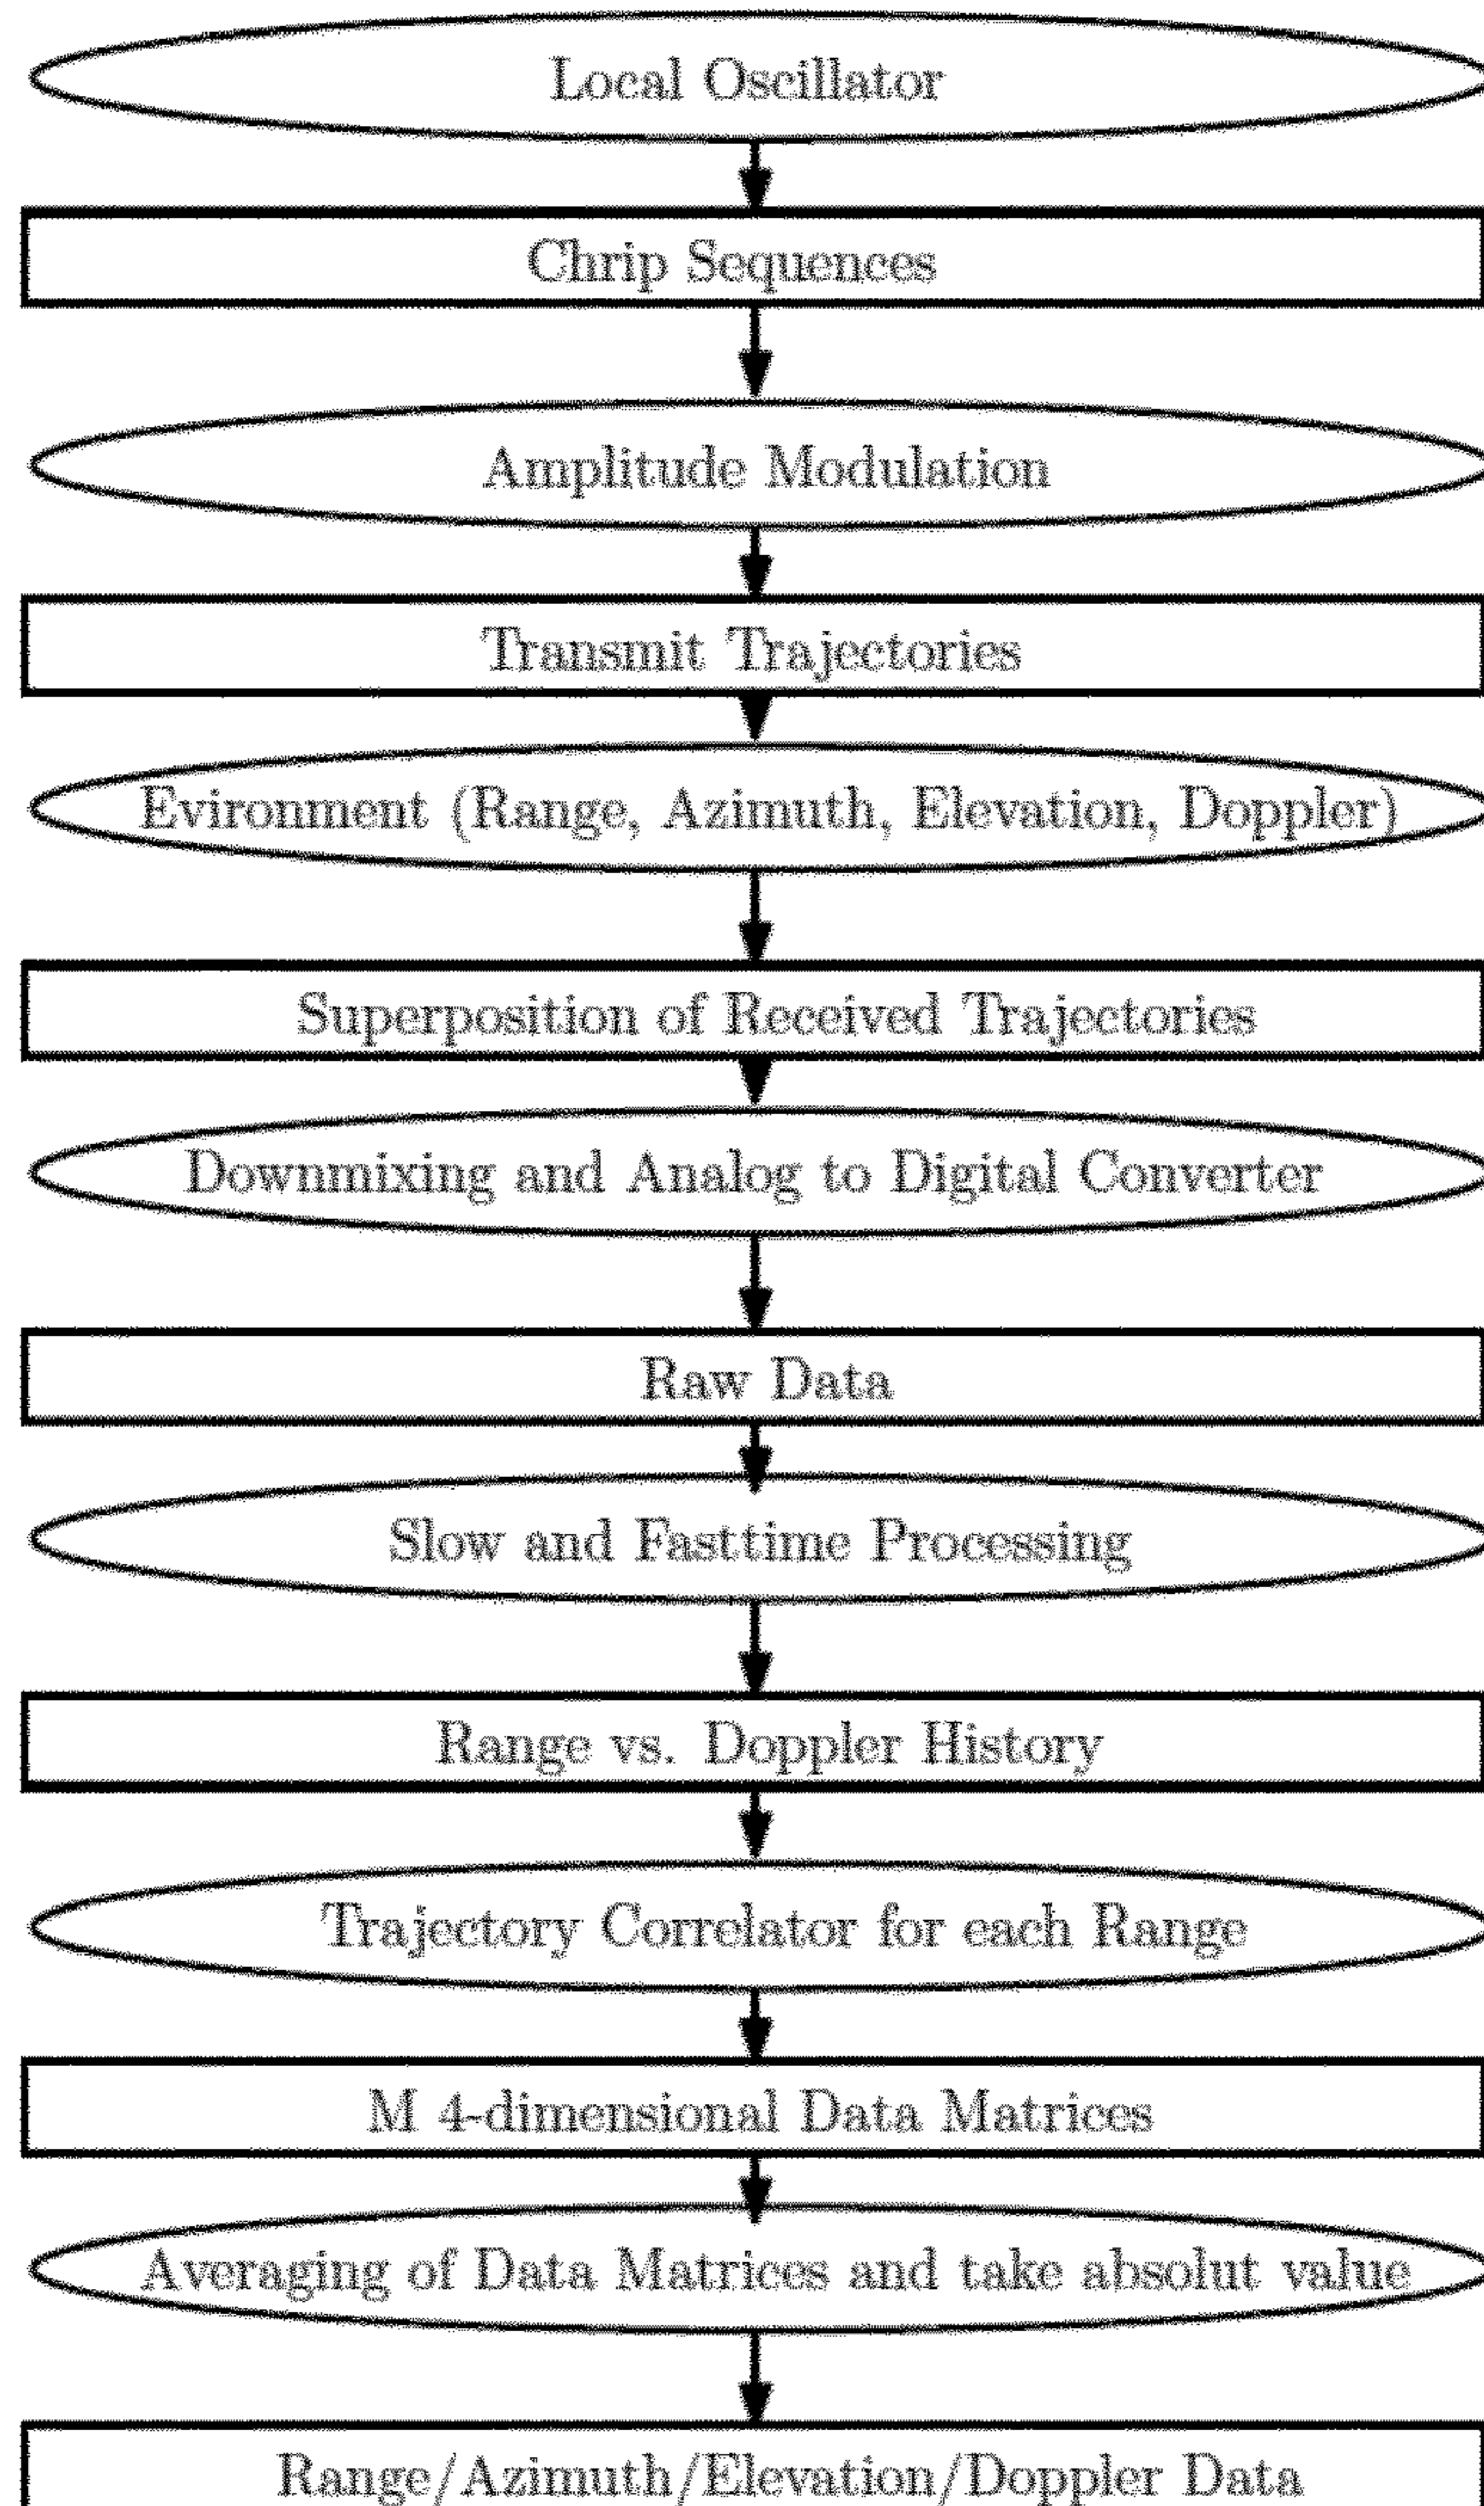 Local Oscillator
Chrip Sequences
Amplitude Modulation
Transmit Trajectories
Evironment (Range, Azimuth, Elevation, Doppler)
Superposition of Received Trajectories
Downmixing and Analog to Digital Converter
Raw Data
Slow and Fasttime Processing
Range vs. Doppler History
Trajectory Correlator for each Range
M 4-dimensional Data Matrices
Averaging of Data Matrices and take absolut value
Range/Azimuth/Elevation/Doppler Data